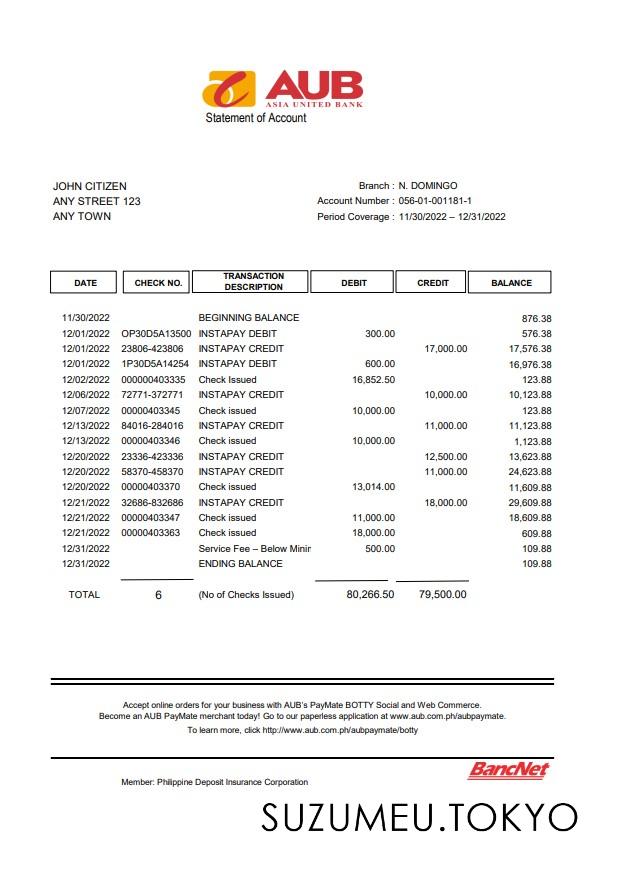 AUB
ASIA UNITED BANK
Statement of Account
JOHN CITIZEN
ANY STREET 123
ANY TOWN
Branch : N. DOMINGO
Account Number : 056-01-001181-1
Period Coverage : 11/30/2022 – 12/31/2022
DATE CHECK NO. TRANSACTION DESCRIPTION DEBIT CREDIT BALANCE
11/30/2022 BEGINNING BALANCE 876.38
12/01/2022 OP30D5A13500 INSTAPAY DEBIT 300.00 576.38
12/01/2022 23806-423806 INSTAPAY CREDIT 17,000.00 17,576.38
12/01/2022 1P30D5A14254 INSTAPAY DEBIT 600.00 16,976.38
12/02/2022 000000403335 Check Issued 16,852.50 123.88
12/06/2022 72771-372771 INSTAPAY CREDIT 10,000.00 10,123.88
12/07/2022 00000403345 Check issued 10,000.00 123.88
12/13/2022 84016-284016 INSTAPAY CREDIT 11,000.00 11,123.88
12/13/2022 00000403346 Check issued 10,000.00 1,123.88
12/20/2022 23336-423336 INSTAPAY CREDIT 12,500.00 13,623.88
12/20/2022 58370-458370 INSTAPAY CREDIT 11,000.00 24,623.88
12/20/2022 00000403370 Check issued 13,014.00 11,609.88
12/21/2022 32686-832686 INSTAPAY CREDIT 18,000.00 29,609.88
12/21/2022 00000403347 Check issued 11,000.00 18,609.88
12/21/2022 00000403363 Check issued 18,000.00 609.88
12/31/2022 Service Fee – Below Minir 500.00 109.88
12/31/2022 ENDING BALANCE 109.88
TOTAL 6 (No of Checks Issued) 80,266.50 79,500.00
Accept online orders for your business with AUB's PayMate BOTTY Social and Web Commerce.
Become an AUB PayMate merchant today! Go to our paperless application at www.aub.com.ph/aubpaymate.
To learn more, click http://www.aub.com.ph/aubpaymate/botty
BancNet
Member: Philippine Deposit Insurance Corporation
SUZUMEU.TOKYO